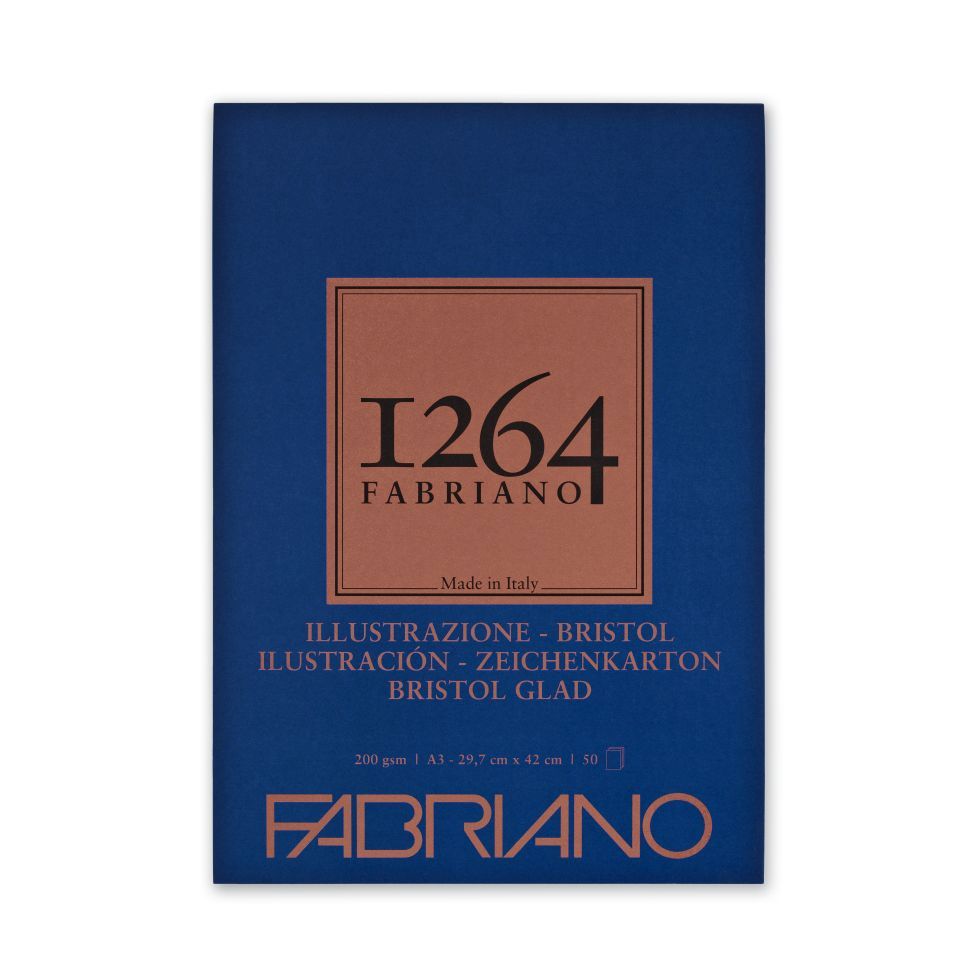 1264
FABRIANO
Made in Italy
ILLUSTRAZIONE - BRISTOL
ILUSTRACIÓN - ZEICHENKARTON
BRISTOL GLAD
200 gsm | A3 - 29,7 cm x 42 cm | 50
FABRIANO